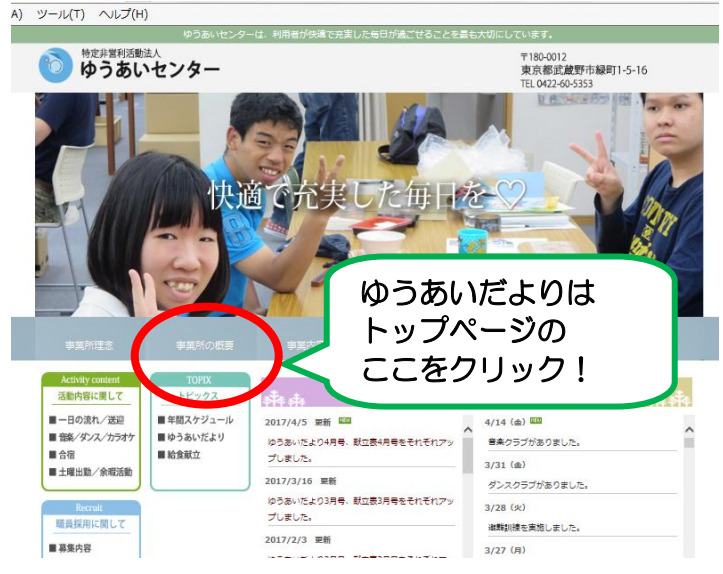 A)　ツール(T)　ヘルプ(H)
ゆうあいセンターは、利用者が快適で充実した毎日が過ごせることを最も大切にしています。
特定非営利活動法人
ゆうあいセンター
〒180-0012
東京都武蔵野市緑町1-5-16
TEL 0422-60-5353
快適で充実した毎日を♡
ゆうあいだよりは
トップページの
ここをクリック！
事業所理念
事業所の概要
事業内
Activity content
活動内容に関して
■ 一日の流れ／送迎
■ 音楽／ダンス／カラオケ
■ 合宿
■ 土曜出勤／余暇活動
TOPIX
トピックス
■ 年間スケジュール
■ ゆうあいだより
■ 給食献立
Recruit
職員採用に関して
■ 募集内容
2017/4/5　更新 NEW
ゆうあいたより4月号、献立表4月号をそれぞれアッ
プしました。
2017/3/16　更新
ゆうあいたより3月号、献立表3月号をそれぞれアッ
プしました。
2017/2/3　更新
4/14（金）NEW
音楽クラブがありました。
3/31（金）
ダンスクラブがありました。
3/28（火）
避難訓練を実施しました。
3/27（月）